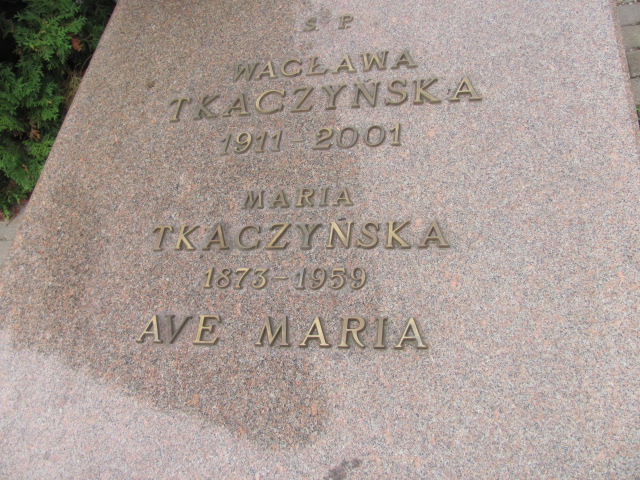 Ś. P.
WACŁAWA
TKACZYŃSKA
1911 - 2001
MARIA
TKACZYŃSKA
1873-1959
AVE MARIA